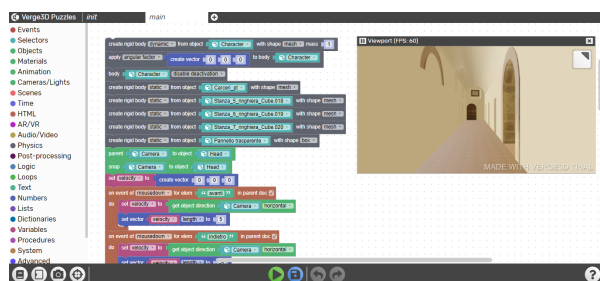 Verge3D Puzzles
init
main
Events
Selectors
Objects
Materials
Animation
Cameras/Lights
Scenes
Time
HTML
AR/VR
Audio/Video
Physics
Post-processing
Logic
Loops
Text
Numbers
Lists
Dictionaries
Variables
Procedures
System
Advanced
create rigid body dynamic from object Character with shape mesh mass 1
apply angular factor create vector 0 0 0 to body Character
body Character disable deactivation
create rigid body static from object Carceri_gl with shape mesh
create rigid body static from object Stanza_5_ringhiera_Cube.018 with shape mesh
create rigid body static from object Stanza_6_ringhiera_Cube.019 with shape mesh
create rigid body static from object Stanza_7_ringhiera_Cube.020 with shape mesh
create rigid body static from object Pannello trasparente with shape box
parent Camera to object Head
snap Camera to object Head
set velocity to create vector 0 0 0
on event of mousedown for elem avanti in parent doc
do set velocity to get object direction Camera horizontal
set vector velocity length to 5
on event of mousedown for elem indietro in parent doc
do set velocity to get object direction Camera horizontal
set vector velocity length to
Viewport (FPS: 60)
MADE WITH VERGE3D TRIAL